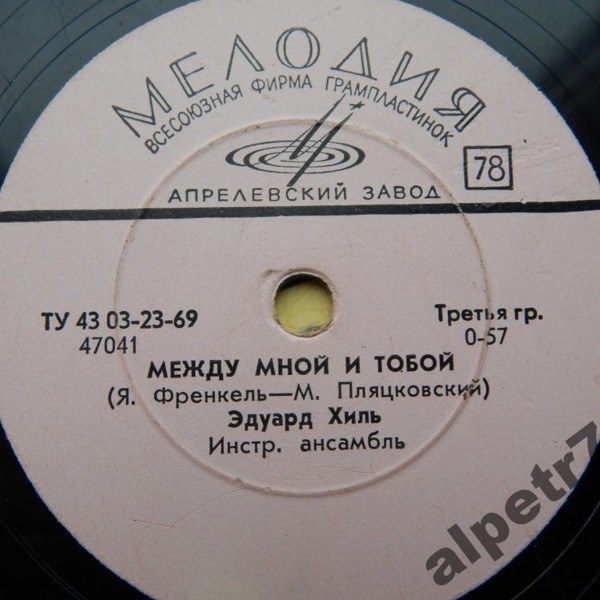 МЕЛОДИЯ
ВСЕСОЮЗНАЯ ФИРМА ГРАМПЛАСТИНОК
78
АПРЕЛЕВСКИЙ ЗАВОД
ТУ 43 03-23-69
Третья гр.
47041
0-57
МЕЖДУ МНОЙ И ТОБОЙ
(Я. Френкель—М. Пляцковский)
Эдуард Хиль
Инстр. ансамбль
alpetr7